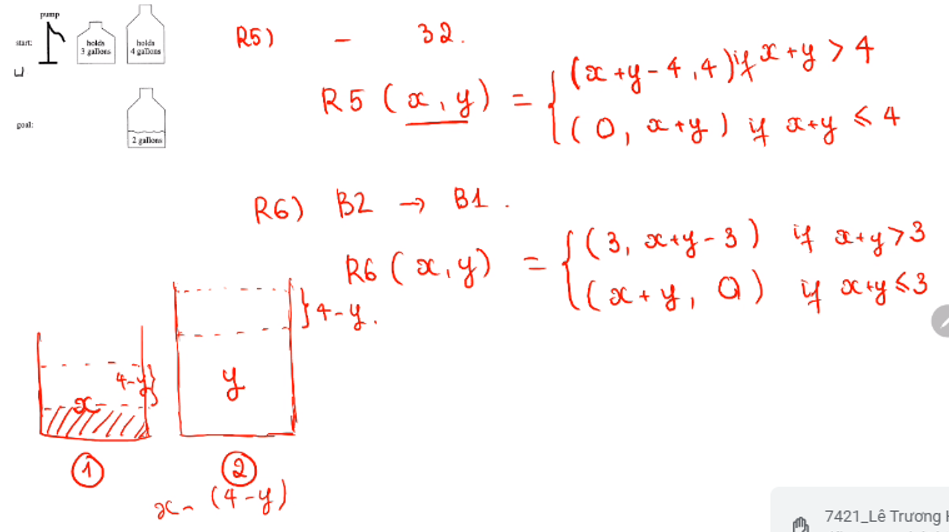 pump
start:
holds
3 gallons
holds
4 gallons
goal:
2 gallons
R5) - 32.
R5 (x, y) = (x+y-4, 4) if x+y > 4
(0, x+y) if x+y ≤ 4
R6) B2 → B1.
R6 (x, y) = (3, x+y-3) if x+y > 3
(x+y, 0) if x+y ≤ 3
4-y.
4-y
x
y
1
2
x - (4-y)
7421_Lê Trương